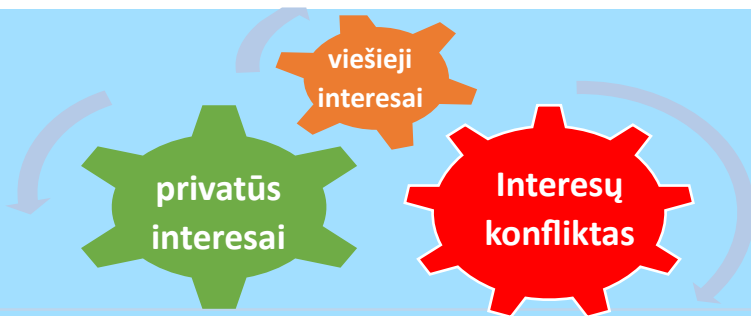 viešieji
interesai
privatūs
interesai
Interesų
konfliktas